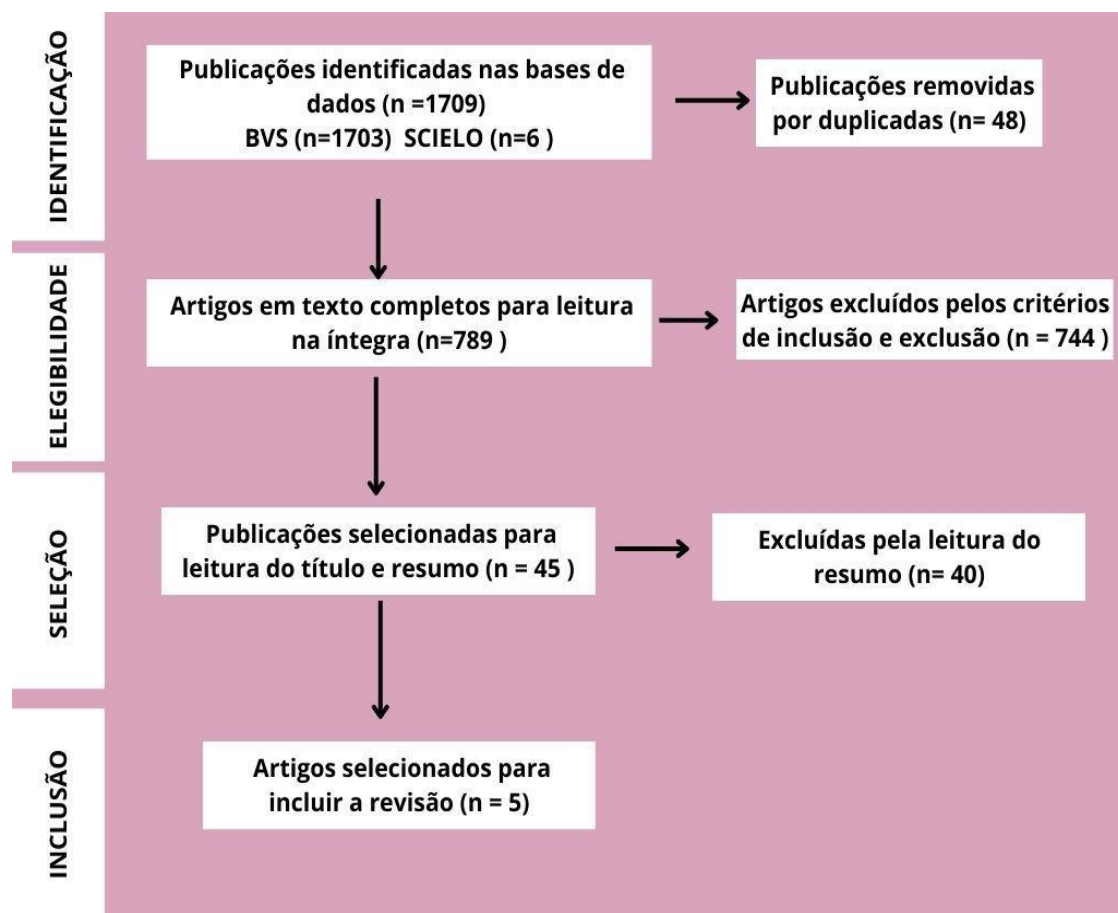 IDENTIFICAÇÃO
Publicações identificadas nas bases de
dados (n =1709)
BVS (n=1703)  SCIELO (n=6 )
Publicações removidas
por duplicadas (n= 48)
ELEGIBILIDADE
Artigos em texto completos para leitura
na íntegra (n=789 )
Artigos excluídos pelos critérios
de inclusão e exclusão (n = 744 )
SELEÇÃO
Publicações selecionadas para
leitura do título e resumo (n = 45 )
Excluídas pela leitura do
resumo (n= 40)
INCLUSÃO
Artigos selecionados para
incluir a revisão (n = 5)